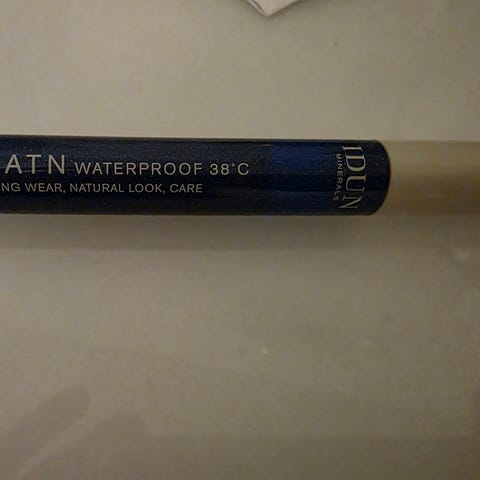 ATN WATERPROOF 38°C
NG WEAR, NATURAL LOOK, CARE
IDUN
MINERALS